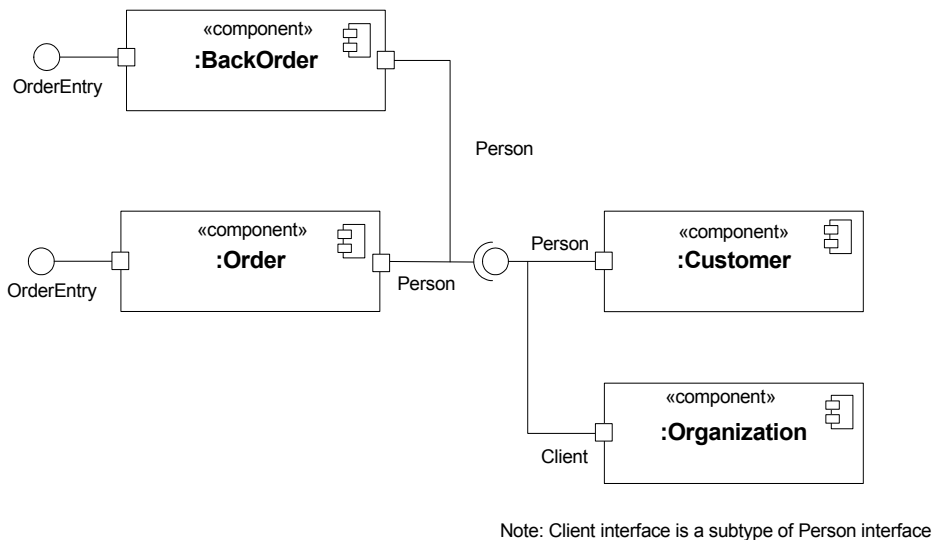 «component»
:BackOrder
OrderEntry
Person
«component»
:Order
OrderEntry
Person
Person
«component»
:Customer
«component»
:Organization
Client
Note: Client interface is a subtype of Person interface